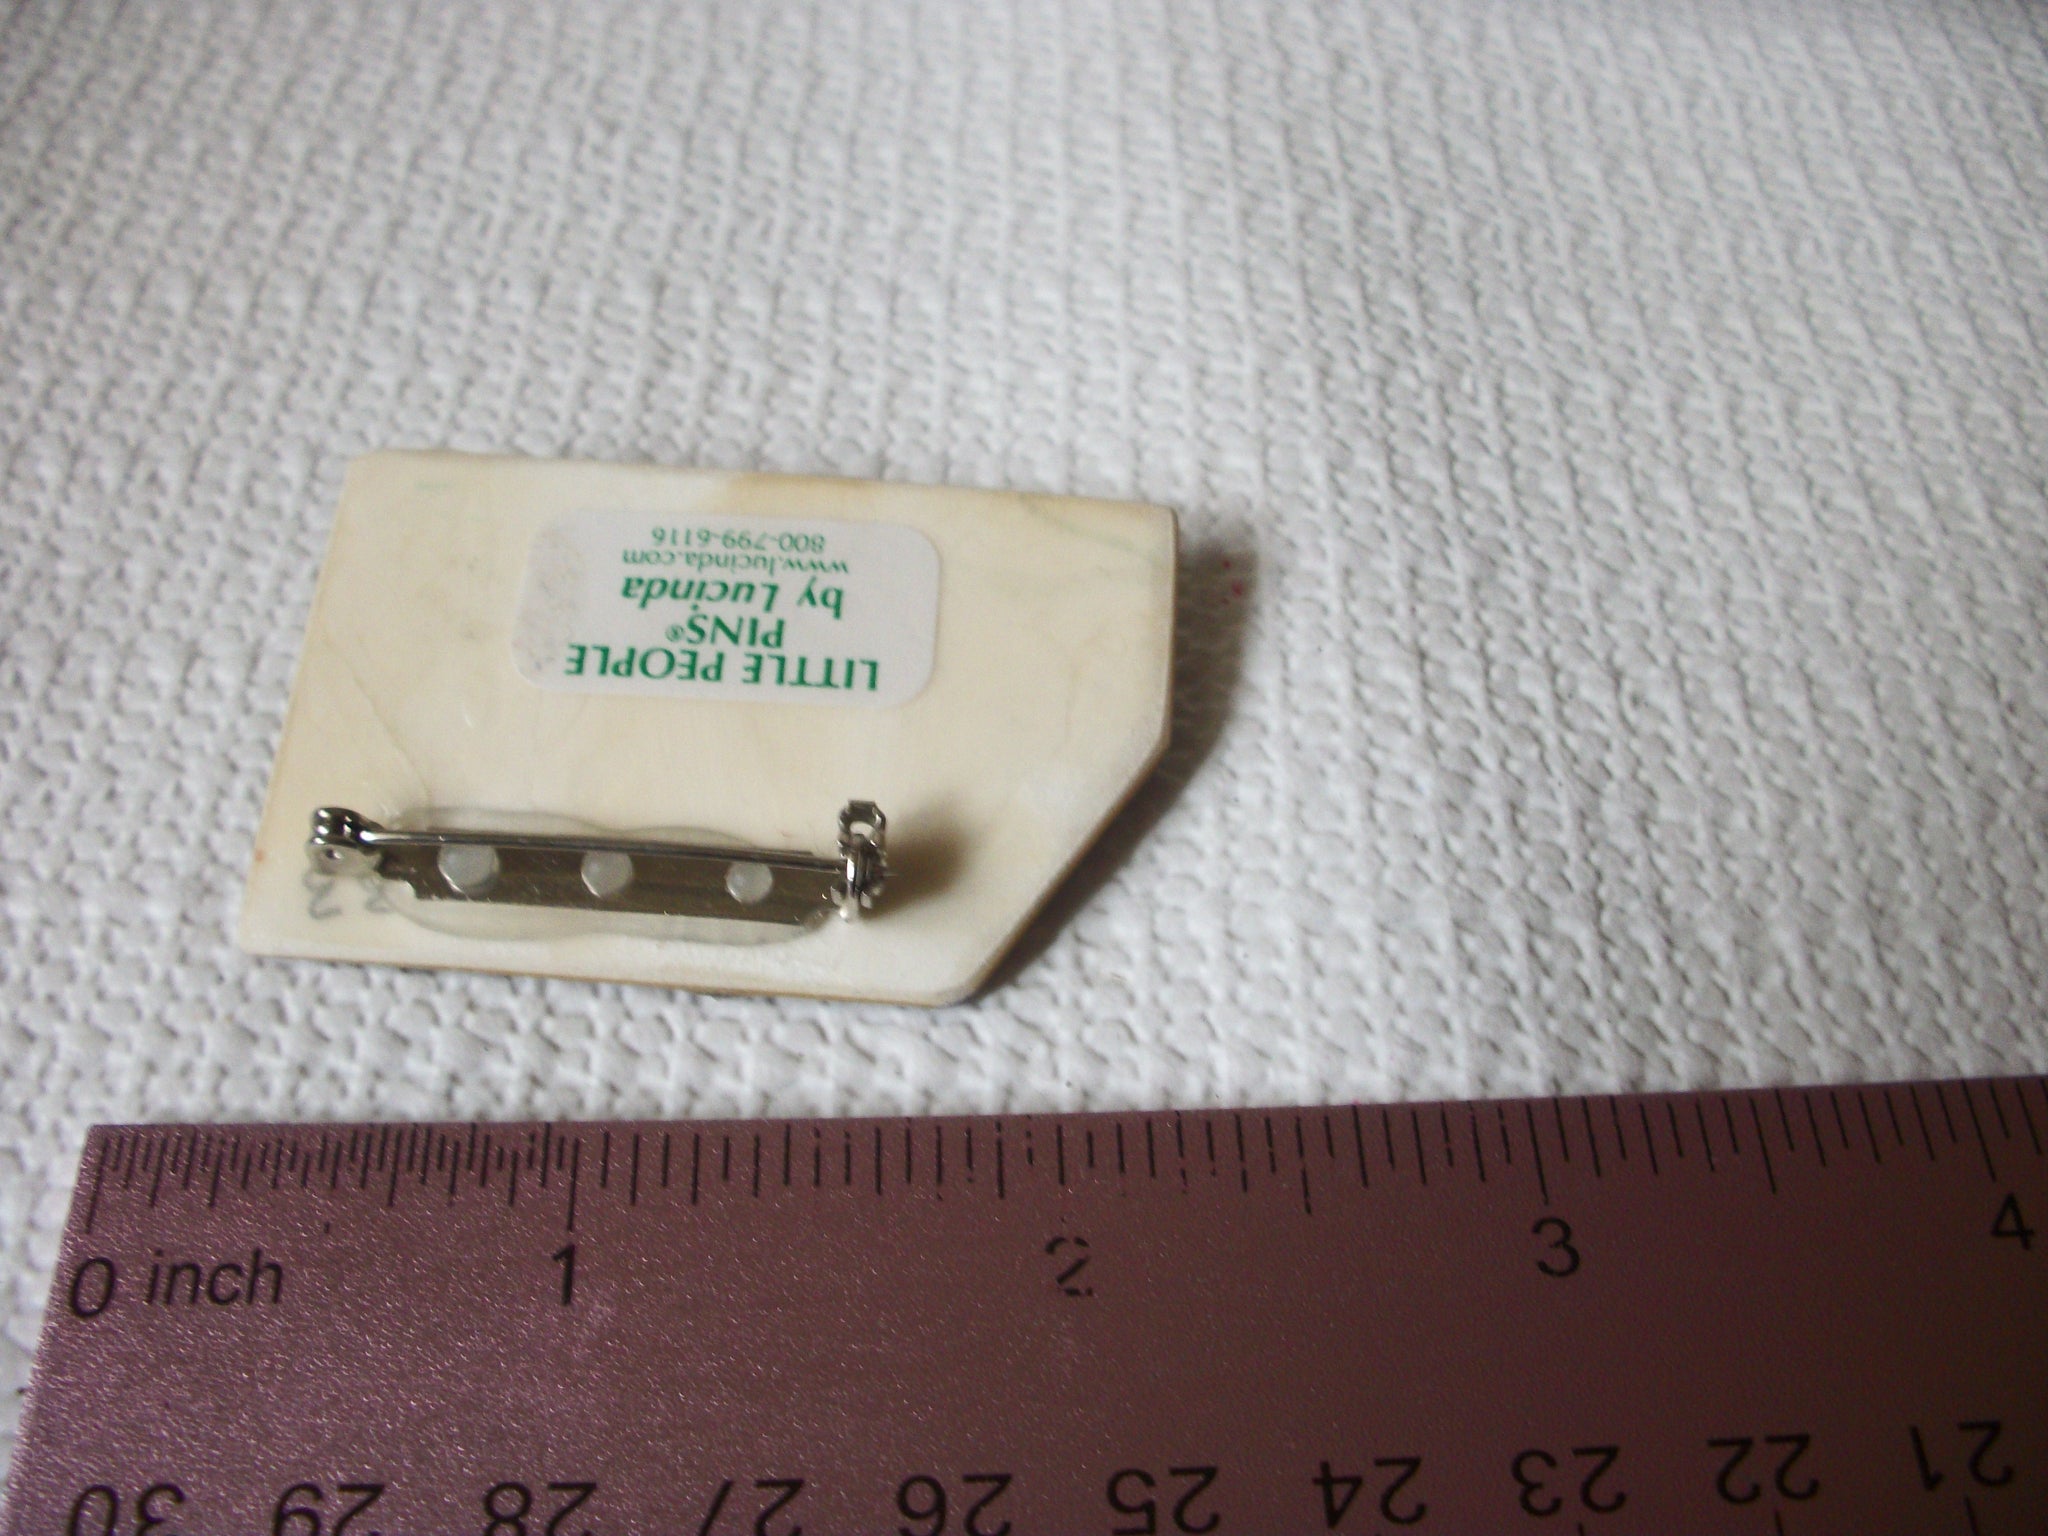 LITTLE PEOPLE
PINS®
by Lucinda
www.lucinda.com
800-799-6116
0 inch 1 2 3 4
30 29 28 27 26 25 24 23 22 21